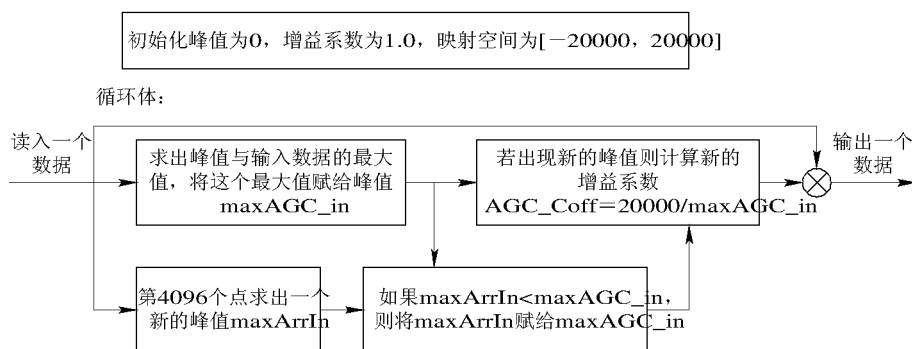 初始化峰值为0，增益系数为1.0，映射空间为[－20000，20000]
循环体：
读入一个
数据
求出峰值与输入数据的最大
值，将这个最大值赋给峰值
maxAGC_in
若出现新的峰值则计算新的
增益系数
AGC_Coff＝20000/maxAGC_in
输出一个
数据
第4096个点求出一个
新的峰值maxArrIn
如果maxArrIn<maxAGC_in，
则将maxArrIn赋给maxAGC_in